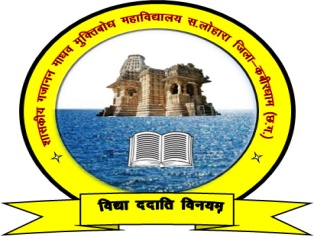 शासकीय गजानन माधव मुक्तिबोध महाविद्यालय स.लोहारा जिला-कबीरधाम (छ.ग.)
विद्या ददाति विनयम्